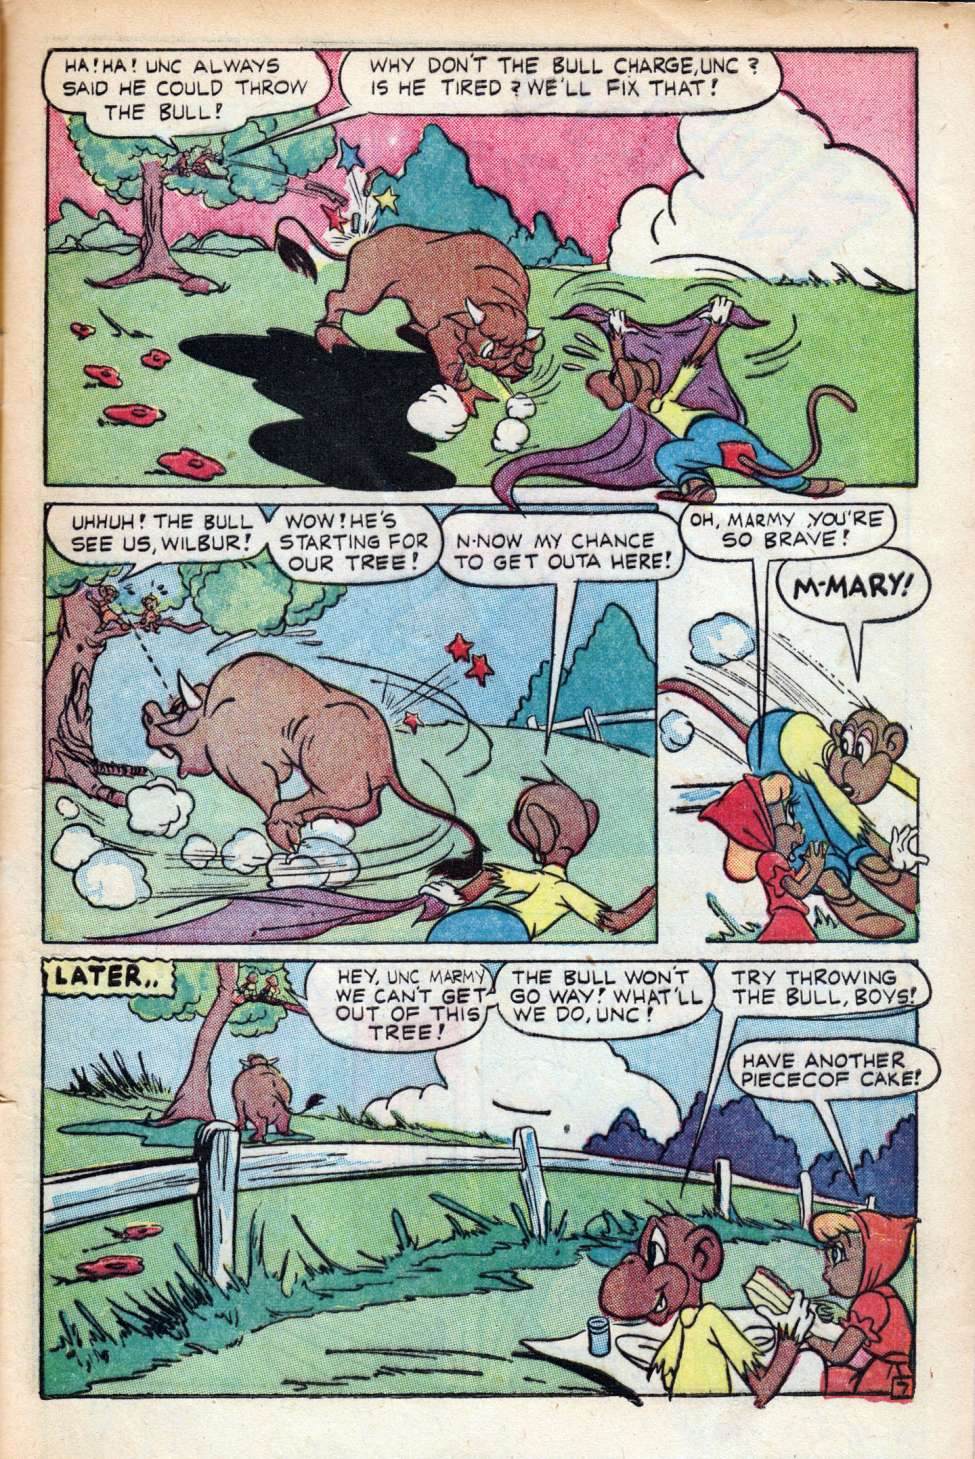 HA! HA! UNC ALWAYS
SAID HE COULD THROW
THE BULL!
WHY DON'T THE BULL CHARGE, UNC?
IS HE TIRED? WE'LL FIX THAT!
UHHUH! THE BULL
SEE US, WILBUR!
WOW! HE'S
STARTING FOR
OUR TREE!
N-NOW MY CHANCE
TO GET OUTA HERE!
OH, MARMY, YOU'RE
SO BRAVE!
M-MARY!
LATER..
HEY, UNC MARMY
WE CAN'T GET
OUT OF THIS
TREE!
THE BULL WON'T
GO WAY! WHAT'LL
WE DO, UNC!
TRY THROWING
THE BULL, BOYS!
HAVE ANOTHER
PIECECOF CAKE!
7